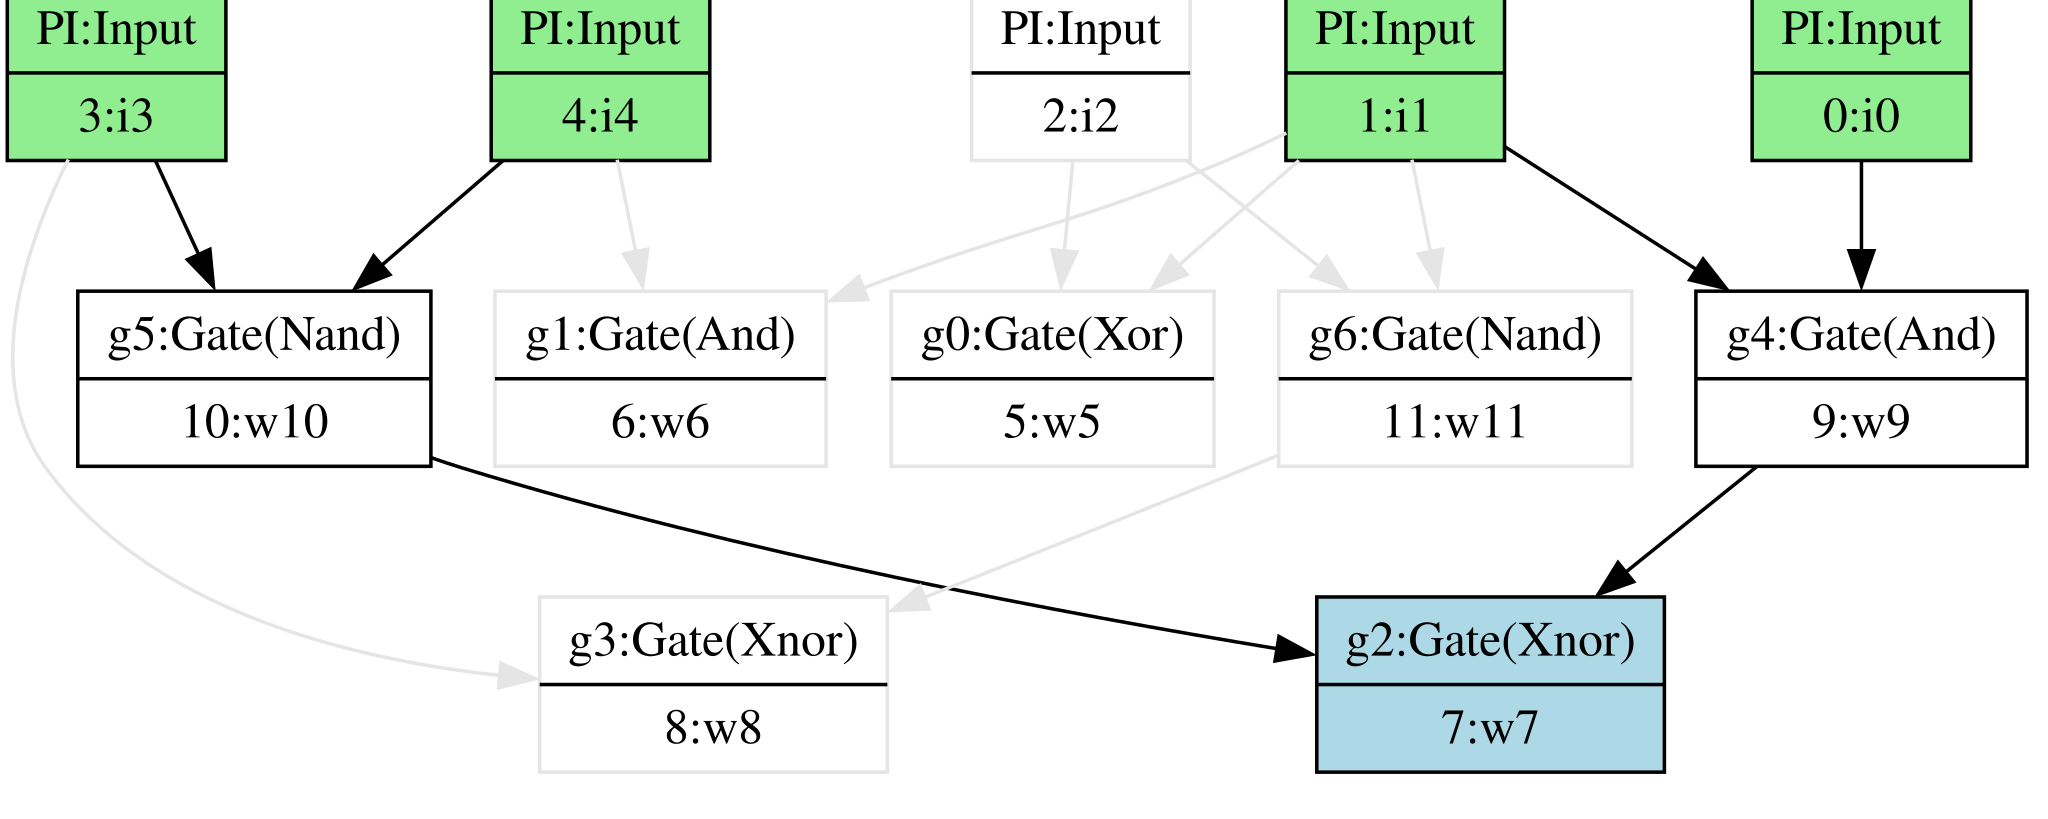 PI:Input
3:i3
PI:Input
4:i4
PI:Input
2:i2
PI:Input
1:i1
PI:Input
0:i0
g5:Gate(Nand)
10:w10
g1:Gate(And)
6:w6
g0:Gate(Xor)
5:w5
g6:Gate(Nand)
11:w11
g4:Gate(And)
9:w9
g3:Gate(Xnor)
8:w8
g2:Gate(Xnor)
7:w7